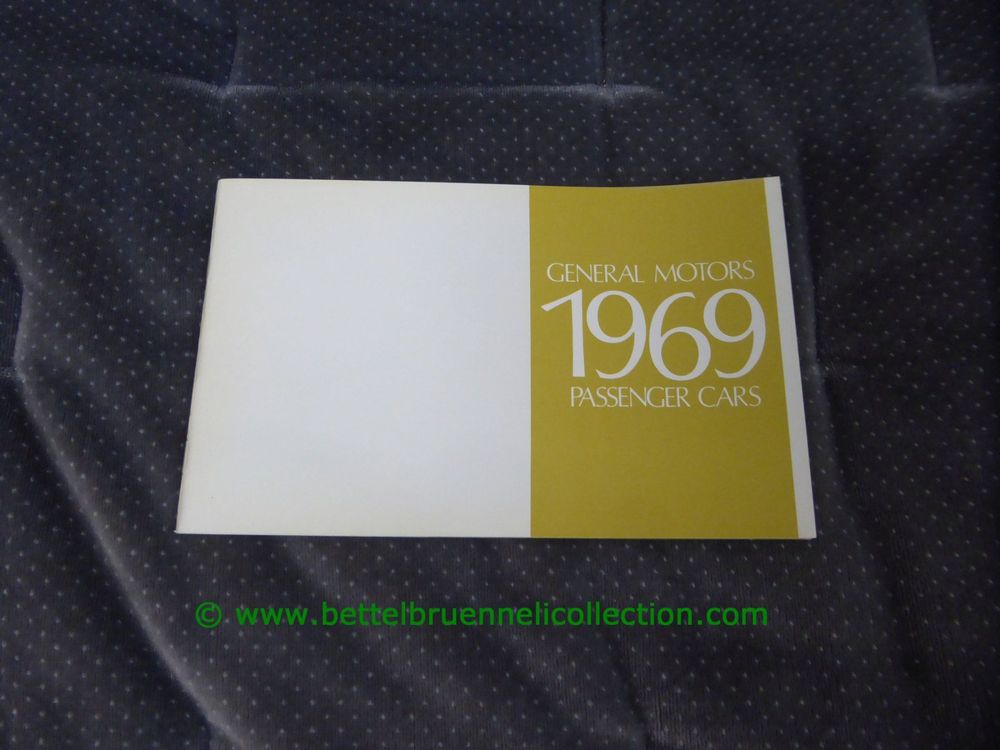 GENERAL MOTORS
1969
PASSENGER CARS
© www.bettelbruennelicollection.com